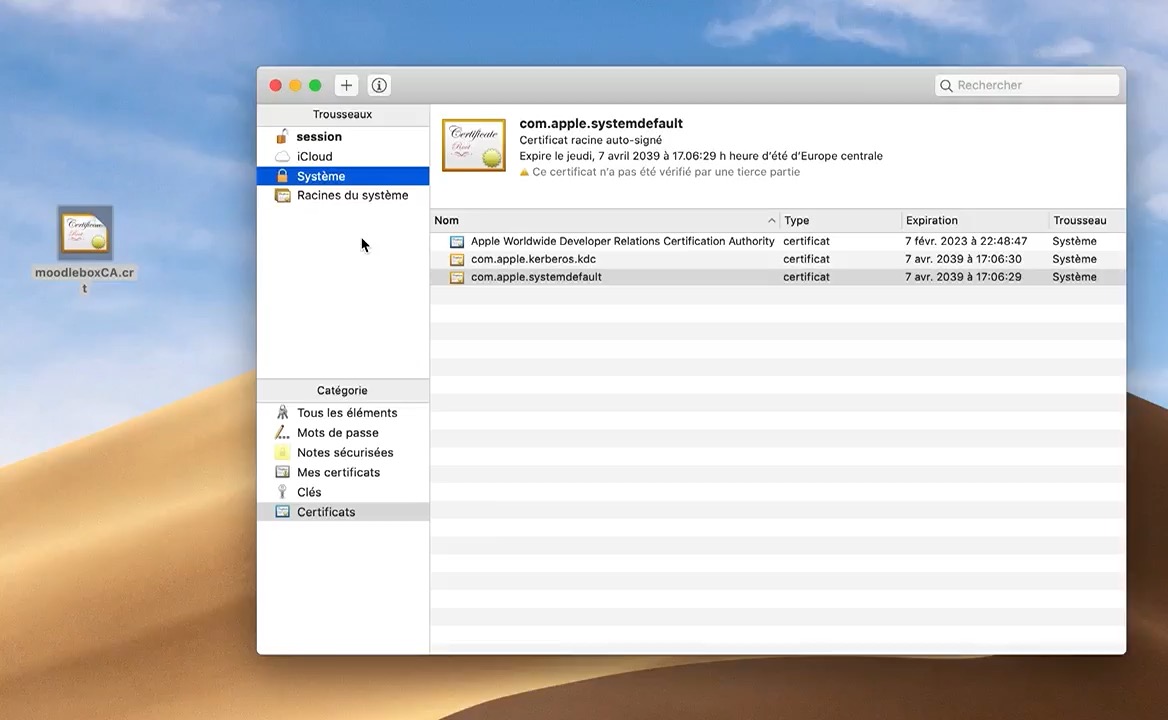 Rechercher
Trousseaux
session
iCloud
Système
Racines du système
Certificate
Root
com.apple.systemdefault
Certificat racine auto-signé
Expire le jeudi, 7 avril 2039 à 17.06:29 h heure d’été d’Europe centrale
Ce certificat n’a pas été vérifié par une tierce partie
Nom Type Expiration Trousseau
Apple Worldwide Developer Relations Certification Authority certificat 7 févr. 2023 à 22:48:47 Système
com.apple.kerberos.kdc certificat 7 avr. 2039 à 17:06:30 Système
com.apple.systemdefault certificat 7 avr. 2039 à 17:06:29 Système
Certificate
moodleboxCA.cr
t
Catégorie
Tous les éléments
Mots de passe
Notes sécurisées
Mes certificats
Clés
Certificats